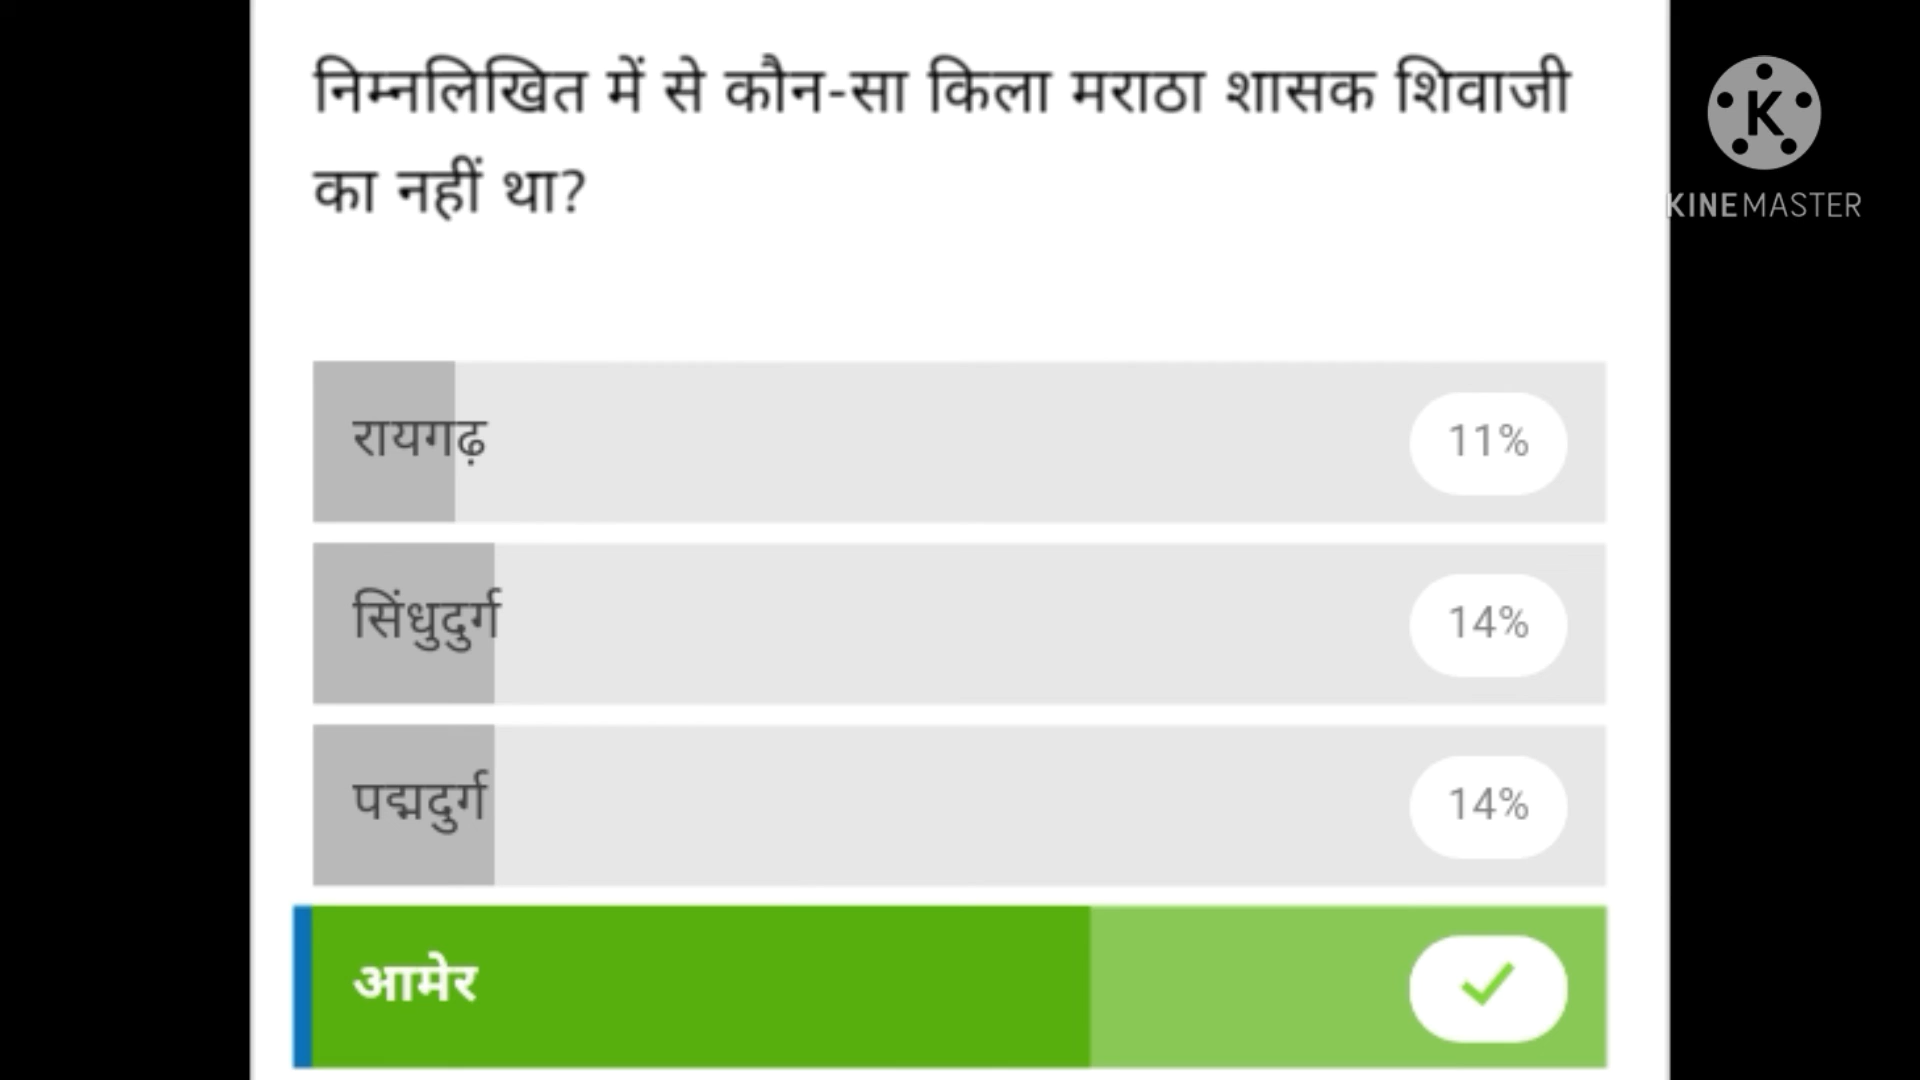 निम्नलिखित में से कौन-सा किला मराठा शासक शिवाजी
का नहीं था?
K
KINEMASTER
रायगढ़
11%
सिंधुदुर्ग
14%
पद्मदुर्ग
14%
आमेर